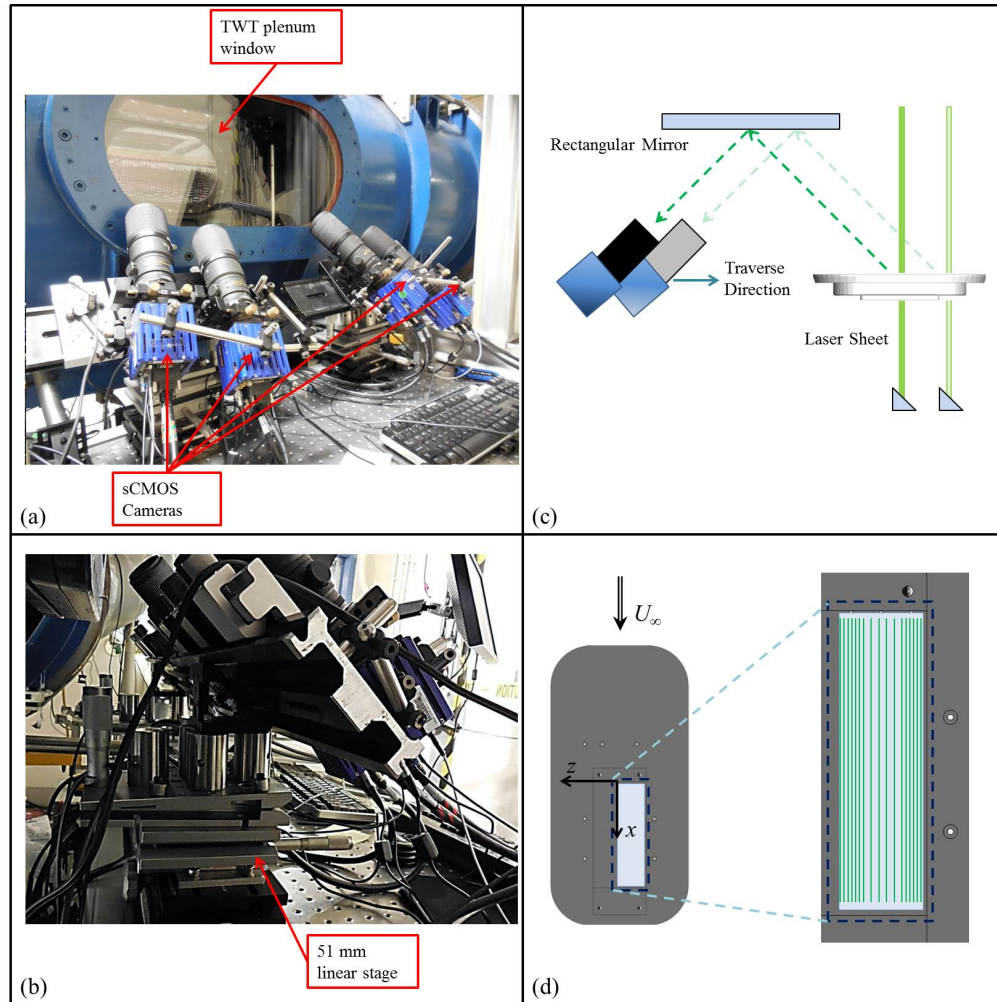 TWT plenum
window
sCMOS
Cameras
(a)
Rectangular Mirror
Traverse
Direction
Laser Sheet
(c)
51 mm
linear stage
(b)
U∞
z
x
(d)